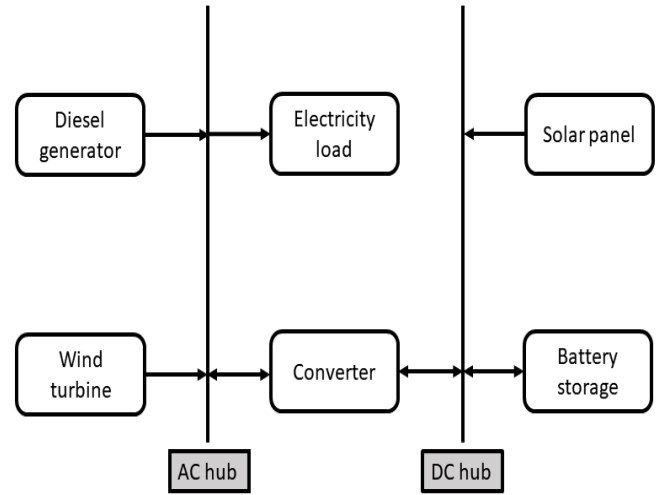 Diesel
generator
Electricity
load
Solar panel
Wind
turbine
Converter
Battery
storage
AC hub
DC hub